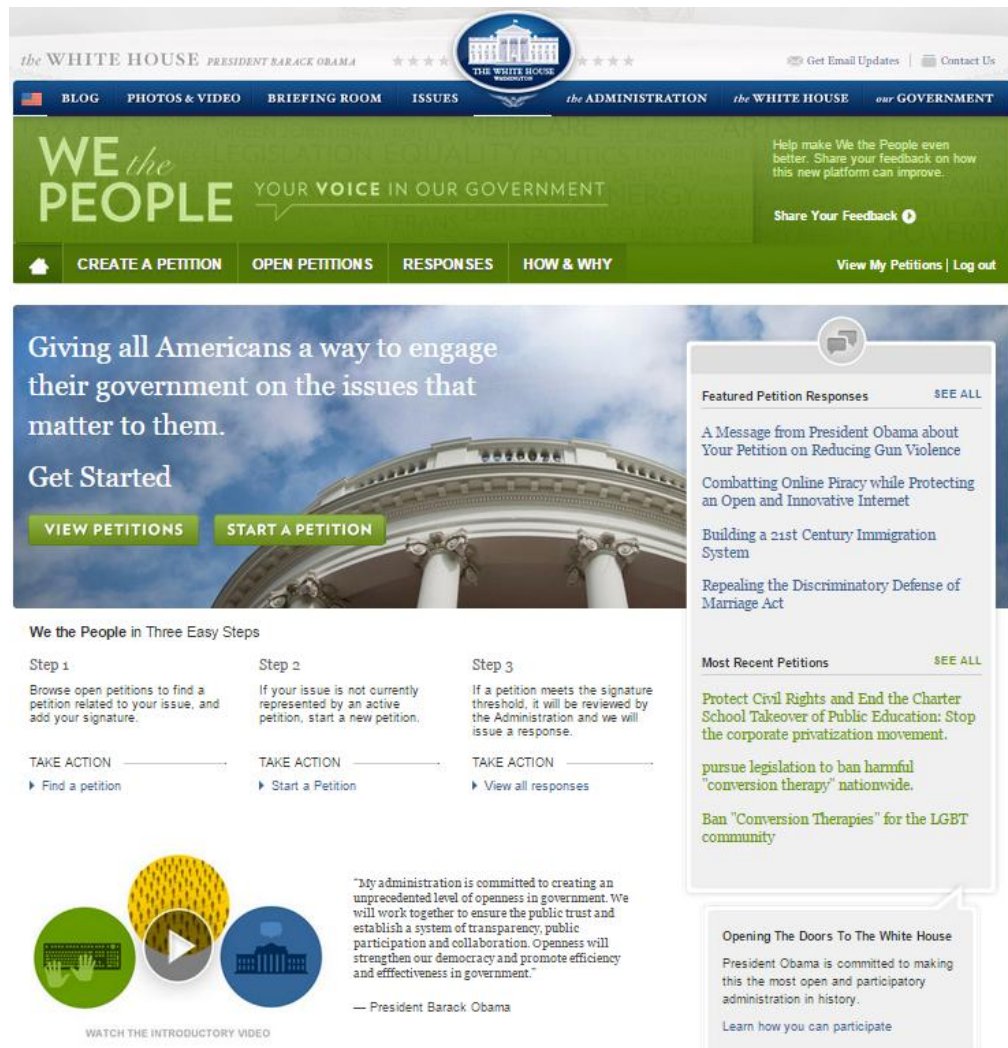 the WHITE HOUSE PRESIDENT BARACK OBAMA
THE WHITE HOUSE
WASHINGTON
Get Email Updates | Contact Us
BLOG PHOTOS & VIDEO BRIEFING ROOM ISSUES the ADMINISTRATION the WHITE HOUSE our GOVERNMENT
WE the
PEOPLE
YOUR VOICE IN OUR GOVERNMENT
Help make We the People even
better. Share your feedback on how
this new platform can improve.
Share Your Feedback
CREATE A PETITION OPEN PETITIONS RESPONSES HOW & WHY
View My Petitions | Log out
Giving all Americans a way to engage
their government on the issues that
matter to them.
Get Started
VIEW PETITIONS START A PETITION
Featured Petition Responses SEE ALL
A Message from President Obama about
Your Petition on Reducing Gun Violence
Combatting Online Piracy while Protecting
an Open and Innovative Internet
Building a 21st Century Immigration
System
Repealing the Discriminatory Defense of
Marriage Act
Most Recent Petitions SEE ALL
Protect Civil Rights and End the Charter
School Takeover of Public Education: Stop
the corporate privatization movement.
pursue legislation to ban harmful
"conversion therapy" nationwide.
Ban "Conversion Therapies" for the LGBT
community
We the People in Three Easy Steps
Step 1
Browse open petitions to find a
petition related to your issue, and
add your signature.
TAKE ACTION
Find a petition
Step 2
If your issue is not currently
represented by an active
petition, start a new petition.
TAKE ACTION
Start a Petition
Step 3
If a petition meets the signature
threshold, it will be reviewed by
the Administration and we will
issue a response.
TAKE ACTION
View all responses
WATCH THE INTRODUCTORY VIDEO
"My administration is committed to creating an
unprecedented level of openness in government. We
will work together to ensure the public trust and
establish a system of transparency, public
participation and collaboration. Openness will
strengthen our democracy and promote efficiency
and efffectiveness in government."
— President Barack Obama
Opening The Doors To The White House
President Obama is committed to making
this the most open and participatory
administration in history.
Learn how you can participate